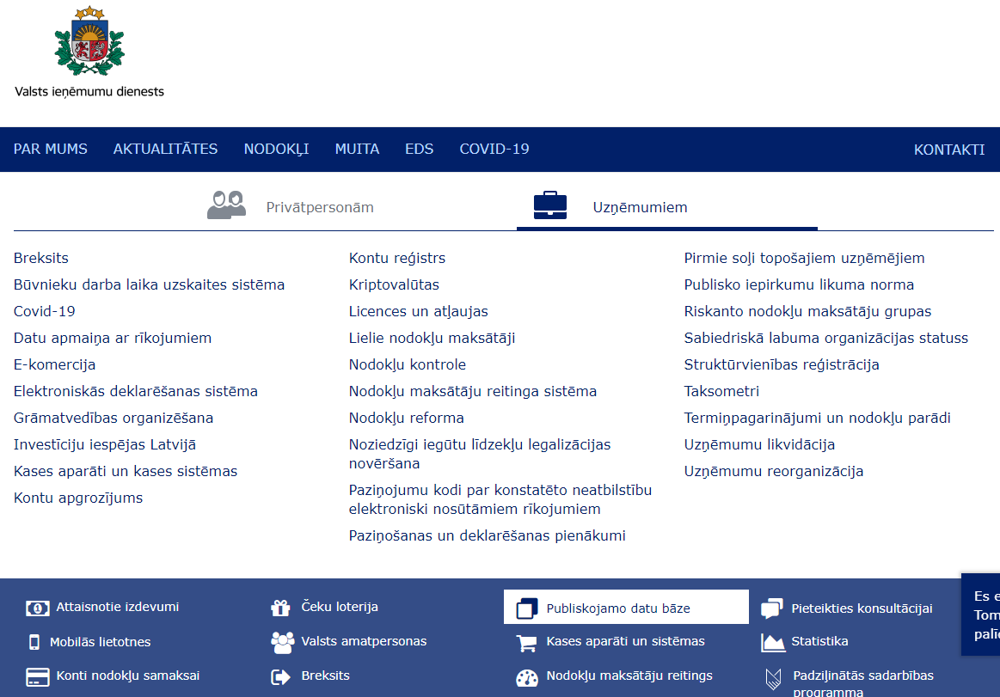 Valsts ieņēmumu dienests
PAR MUMS AKTUALITĀTES NODOKĻI MUITA EDS COVID-19 KONTAKTI
Privātpersonām Uzņēmumiem
Breksits
Būvnieku darba laika uzskaites sistēma
Covid-19
Datu apmaiņa ar rīkojumiem
E-komercija
Elektroniskās deklarēšanas sistēma
Grāmatvedības organizēšana
Investīciju iespējas Latvijā
Kases aparāti un kases sistēmas
Kontu apgrozījums
Kontu reģistrs
Kriptovalūtas
Licences un atļaujas
Lielie nodokļu maksātāji
Nodokļu kontrole
Nodokļu maksātāju reitinga sistēma
Nodokļu reforma
Noziedzīgi iegūtu līdzekļu legalizācijas
novēršana
Paziņojumu kodi par konstatēto neatbilstību
elektroniski nosūtāmiem rīkojumiem
Paziņošanas un deklarēšanas pienākumi
Pirmie soļi topošajiem uzņēmējiem
Publisko iepirkumu likuma norma
Riskanto nodokļu maksātāju grupas
Sabiedriskā labuma organizācijas statuss
Struktūrvienības reģistrācija
Taksometri
Termiņpagarinājumi un nodokļu parādi
Uzņēmumu likvidācija
Uzņēmumu reorganizācija
Attaisnotie izdevumi
Mobilās lietotnes
Konti nodokļu samaksai
Čeku loterija
Valsts amatpersonas
Breksits
Publiskojamo datu bāze
Kases aparāti un sistēmas
Nodokļu maksātāju reitings
Pieteikties konsultācijai
Statistika
Padziļinātās sadarbības
programma
Es